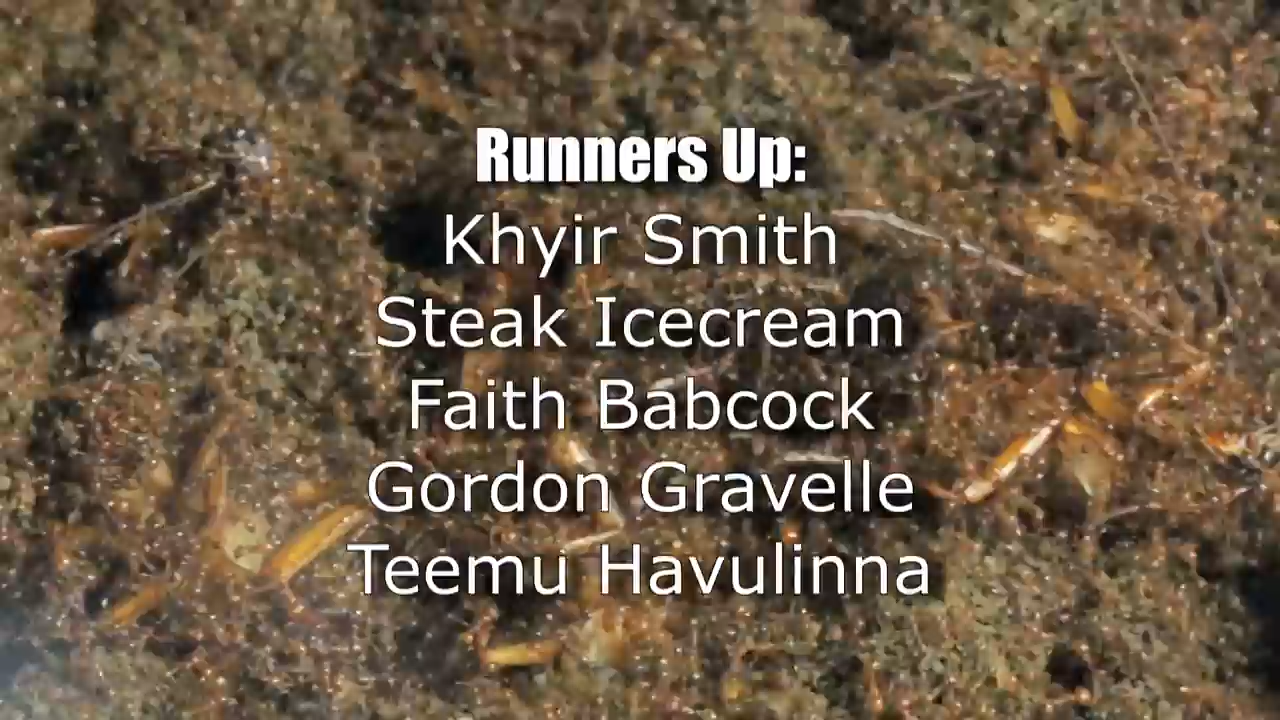 Runners Up:
Khyir Smith
Steak Icecream
Faith Babcock
Gordon Gravelle
Teemu Havulinna